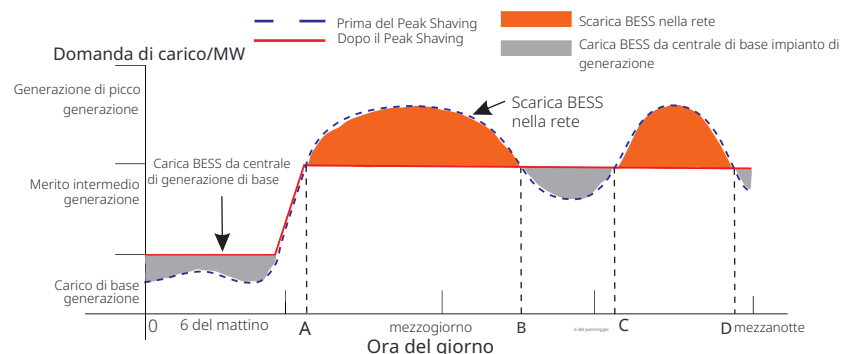 Prima del Peak Shaving
Dopo il Peak Shaving
Scarica BESS nella rete
Carica BESS da centrale di base impianto di
generazione
Domanda di carico/MW
Generazione di picco
generazione
Scarica BESS
nella rete
Carica BESS da centrale
di generazione di base
Merito intermedio
generazione
Carico di base
generazione
0
6 del mattino
A
mezzogiorno
B
6 del pomeriggio
C
D
mezzanotte
Ora del giorno